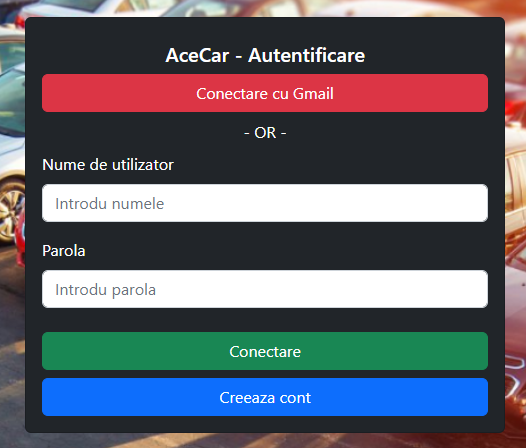 AceCar - Autentificare
Conectare cu Gmail
- OR -
Nume de utilizator
Introdu numele
Parola
Introdu parola
Conectare
Creeaza cont